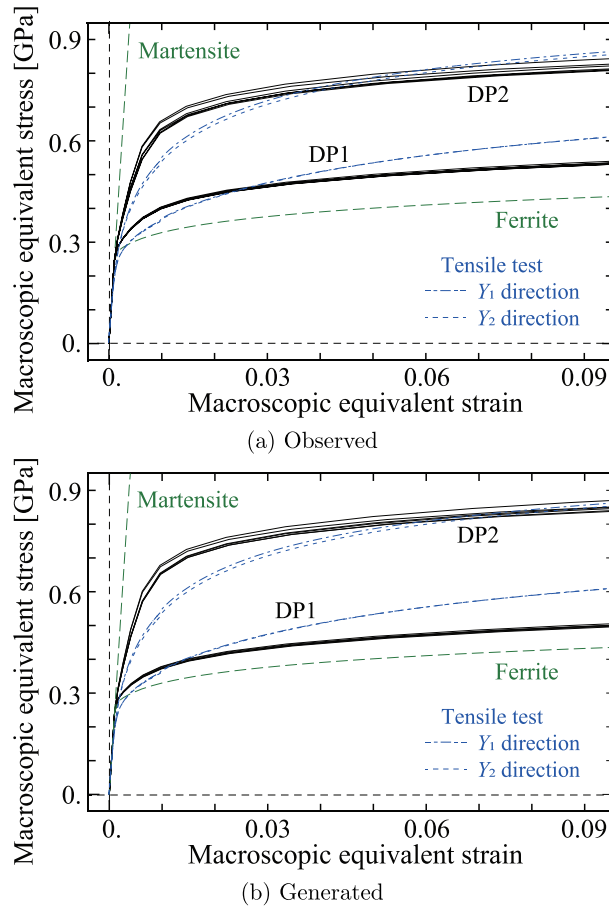 Macroscopic equivalent stress [GPa]
0.9
0.6
0.3
0.
Martensite
DP2
DP1
Ferrite
Tensile test
Y1 direction
Y2 direction
0. 0.03 0.06 0.09
Macroscopic equivalent strain
(a) Observed
Macroscopic equivalent stress [GPa]
0.9
0.6
0.3
0.
Martensite
DP2
DP1
Ferrite
Tensile test
Y1 direction
Y2 direction
0. 0.03 0.06 0.09
Macroscopic equivalent strain
(b) Generated